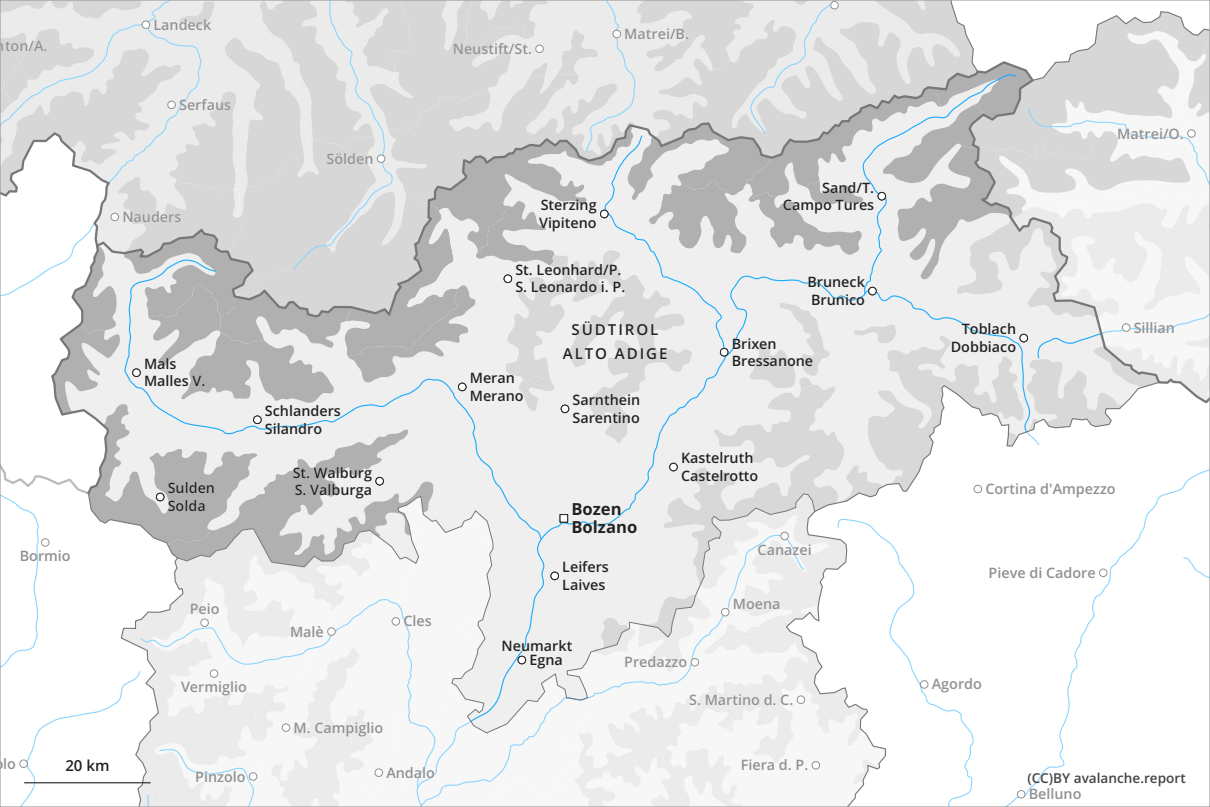 Landeck
Matrei/B.
Neustift/St.
Serfaus
Matrei/O.
Sölden
Sand/T.
Campo Tures
Nauders
Sterzing
Vipiteno
St. Leonhard/P.
S. Leonardo i. P.
Bruneck
Brunico
SÜDTIROL
ALTO ADIGE
Toblach
Dobbiaco
Sillian
Brixen
Bressanone
Mals
Malles V.
Meran
Merano
Schlanders
Silandro
Sarnthein
Sarentino
Kastelruth
Castelrotto
St. Walburg
S. Valburga
Sulden
Solda
Cortina d'Ampezzo
Bozen
Bolzano
Bormio
Canazei
Leifers
Laives
Pieve di Cadore
Peio
Moena
Malè
Cles
Neumarkt
Egna
Predazzo
Vermiglio
Agordo
S. Martino d. C.
M. Campiglio
20 km
Pinzolo
Andalo
Fiera d. P.
(CC)BY avalanche.report
Belluno